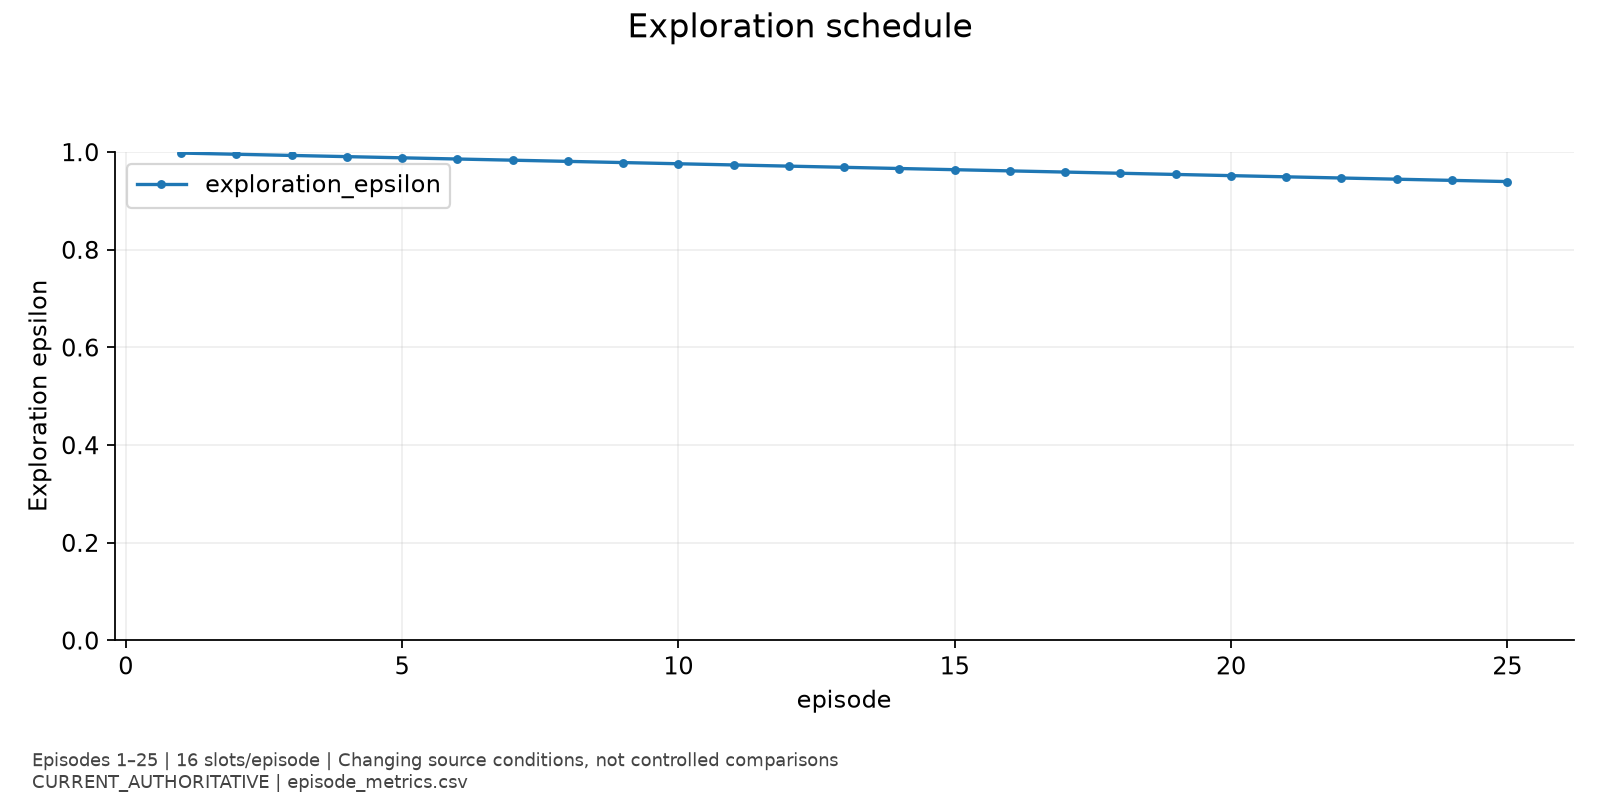 Exploration schedule
1.0
0.8
0.6
0.4
0.2
0.0
Exploration epsilon
exploration_epsilon
0 5 10 15 20 25
episode
Episodes 1–25 | 16 slots/episode | Changing source conditions, not controlled comparisons
CURRENT_AUTHORITATIVE | episode_metrics.csv